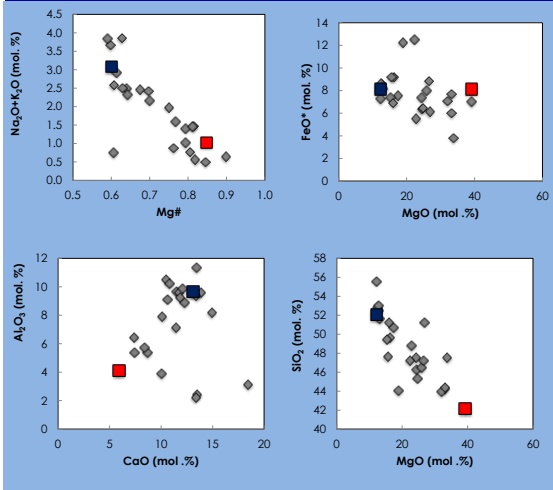 4.5
4.0
3.5
3.0
2.5
2.0
1.5
1.0
0.5
0.0
Na₂O+K₂O (mol. %)
0.5 0.6 0.7 0.8 0.9 1.0
Mg#
14
12
10
8
6
4
2
0
FeO* (mol. %)
0 20 40 60
MgO (mol .%)
12
10
8
6
4
2
0
Al₂O₃ (mol. %)
0 5 10 15 20
CaO (mol .%)
58
56
54
52
50
48
46
44
42
40
SiO₂ (mol. %)
0 20 40 60
MgO (mol .%)